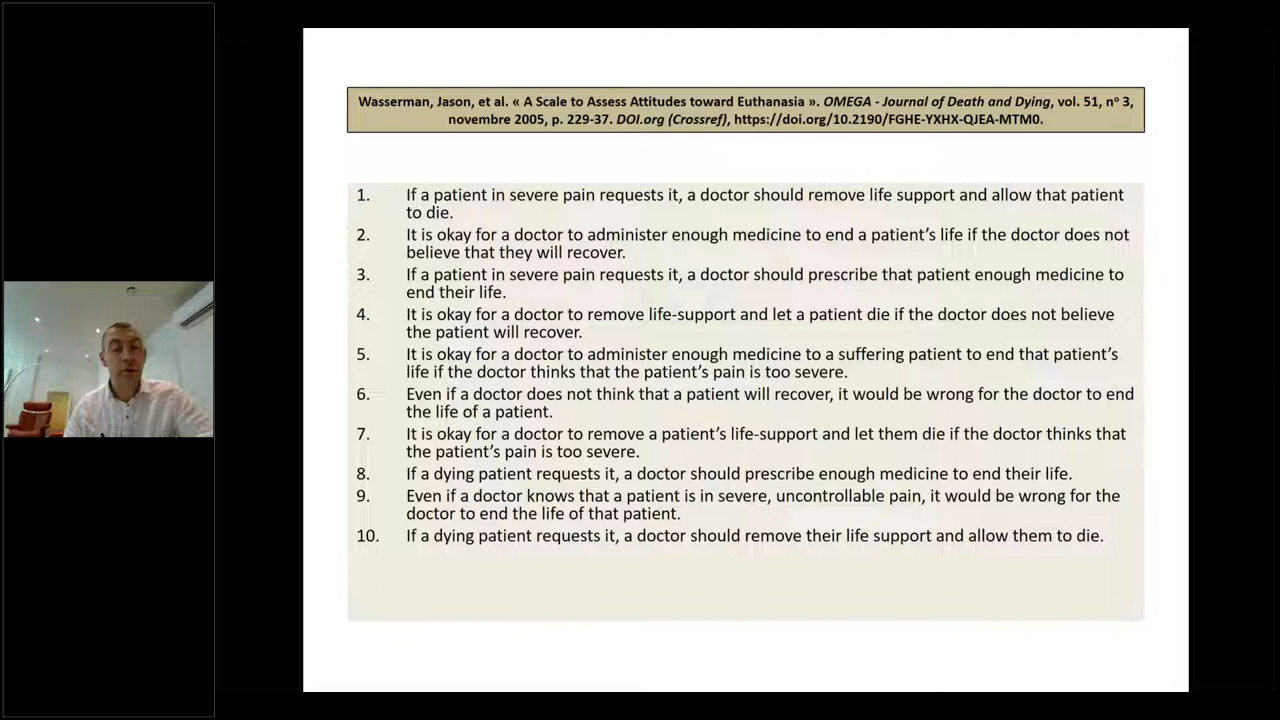 Wasserman, Jason, et al. « A Scale to Assess Attitudes toward Euthanasia ». OMEGA - Journal of Death and Dying, vol. 51, nº 3,
novembre 2005, p. 229-37. DOI.org (Crossref), https://doi.org/10.2190/FGHE-YXHX-QJEA-MTM0.
1. If a patient in severe pain requests it, a doctor should remove life support and allow that patient
to die.
2. It is okay for a doctor to administer enough medicine to end a patient’s life if the doctor does not
believe that they will recover.
3. If a patient in severe pain requests it, a doctor should prescribe that patient enough medicine to
end their life.
4. It is okay for a doctor to remove life-support and let a patient die if the doctor does not believe
the patient will recover.
5. It is okay for a doctor to administer enough medicine to a suffering patient to end that patient’s
life if the doctor thinks that the patient’s pain is too severe.
6. Even if a doctor does not think that a patient will recover, it would be wrong for the doctor to end
the life of a patient.
7. It is okay for a doctor to remove a patient’s life-support and let them die if the doctor thinks that
the patient’s pain is too severe.
8. If a dying patient requests it, a doctor should prescribe enough medicine to end their life.
9. Even if a doctor knows that a patient is in severe, uncontrollable pain, it would be wrong for the
doctor to end the life of that patient.
10. If a dying patient requests it, a doctor should remove their life support and allow them to die.